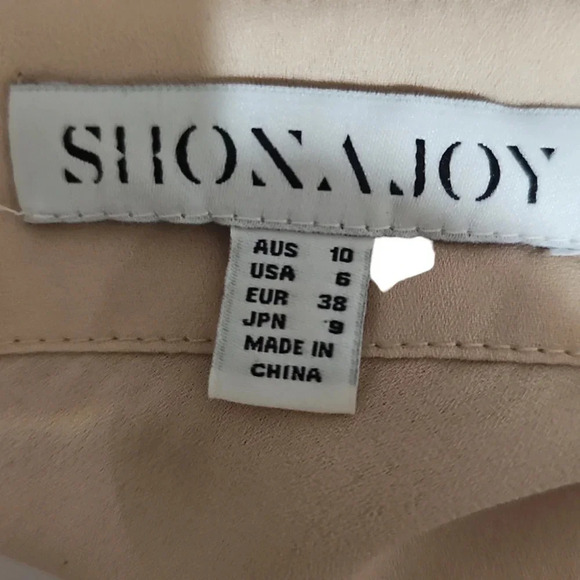 SHONA JOY
AUS 10
USA 6
EUR 38
JPN 9
MADE IN
CHINA